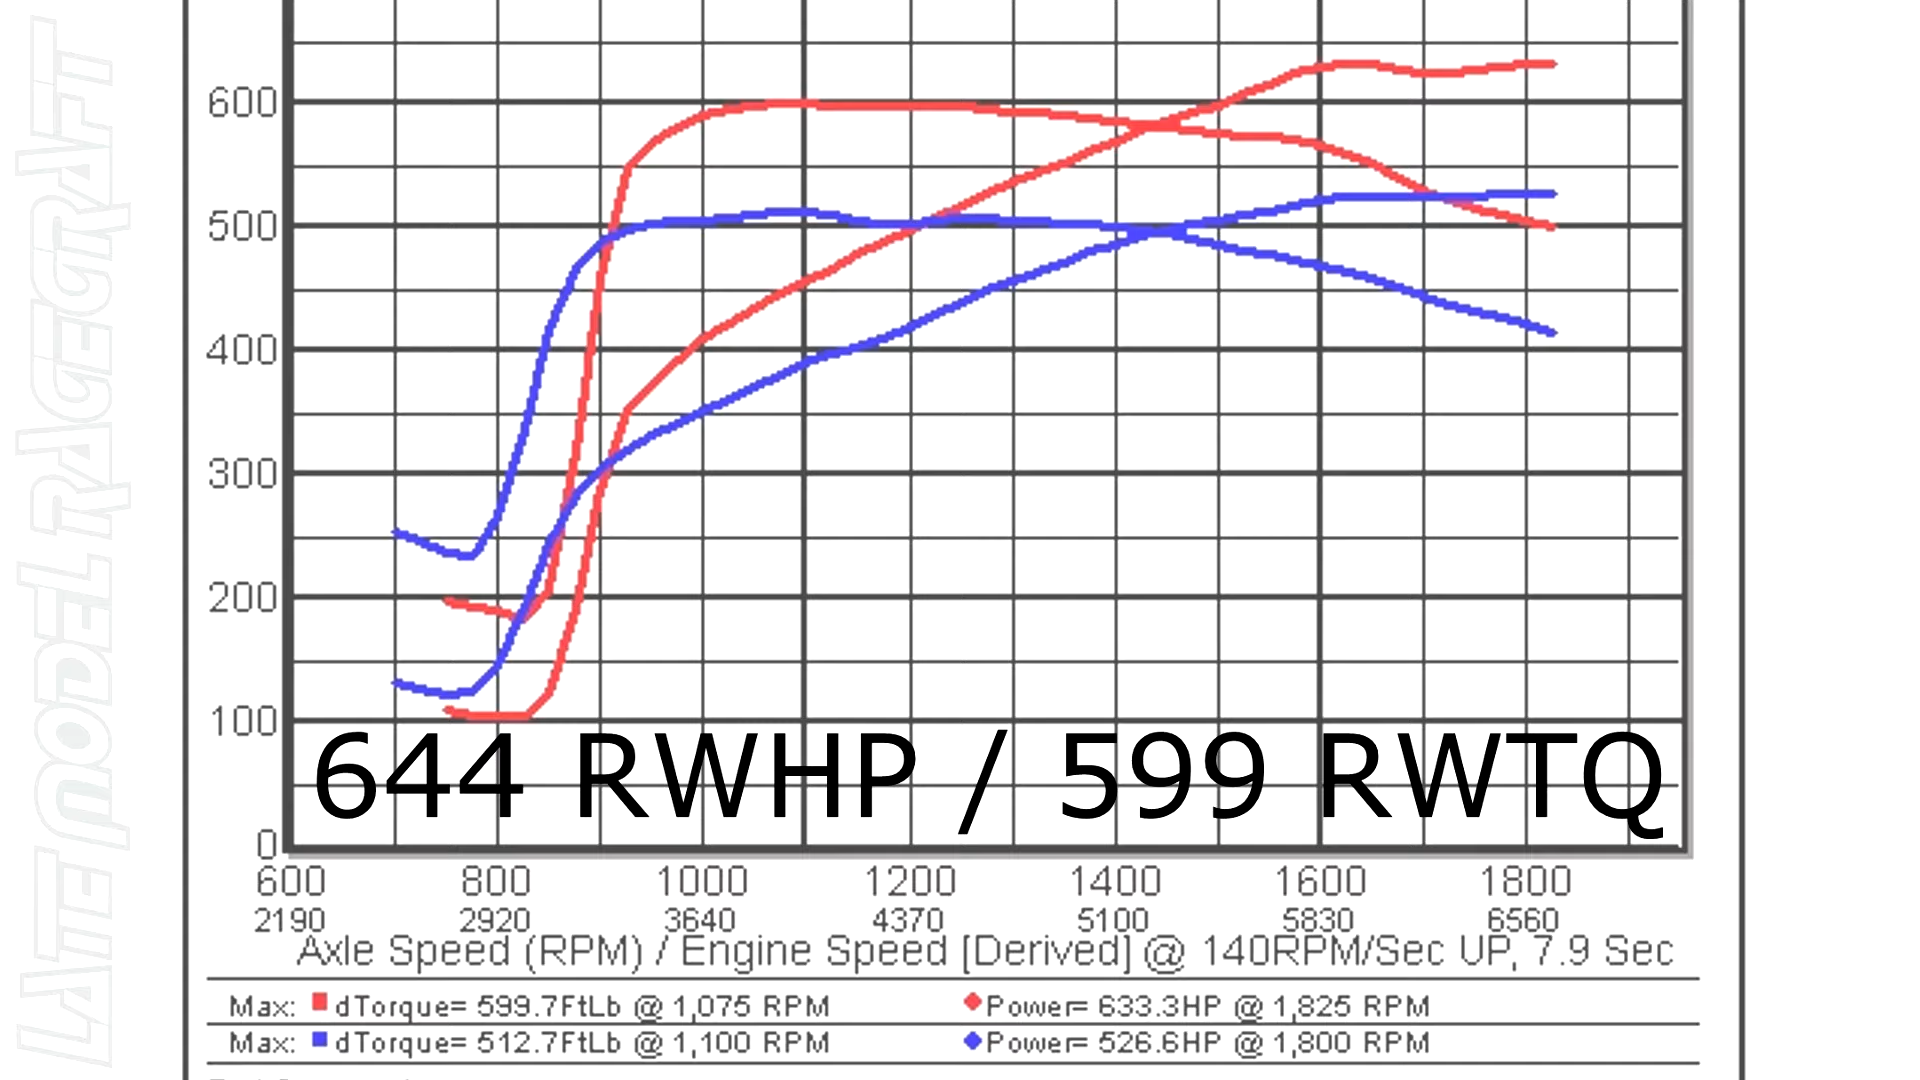 LATE MODEL RACECRAFT
600
500
400
300
200
100
0
644 RWHP / 599 RWTQ
600 800 1000 1200 1400 1600 1800
2190 2920 3640 4370 5100 5830 6560
Axle Speed (RPM) / Engine Speed [Derived] @ 140RPM/Sec UP, 7.9 Sec
Max: dTorque= 599.7FtLb @ 1,075 RPM Power= 633.3HP @ 1,825 RPM
Max: dTorque= 512.7FtLb @ 1,100 RPM Power= 526.6HP @ 1,800 RPM